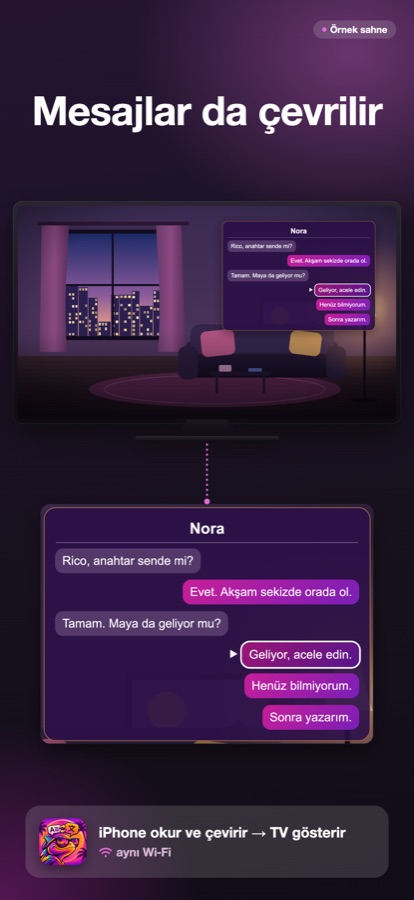 Örnek sahne
Mesajlar da çevrilir
Nora
Rico, anahtar sende mi?
Evet. Akşam sekizde orada ol.
Tamam. Maya da geliyor mu?
Geliyor, acele edin.
Henüz bilmiyorum.
Sonra yazarım.
Nora
Rico, anahtar sende mi?
Evet. Akşam sekizde orada ol.
Tamam. Maya da geliyor mu?
Geliyor, acele edin.
Henüz bilmiyorum.
Sonra yazarım.
iPhone okur ve çevirir → TV gösterir
aynı Wi-Fi